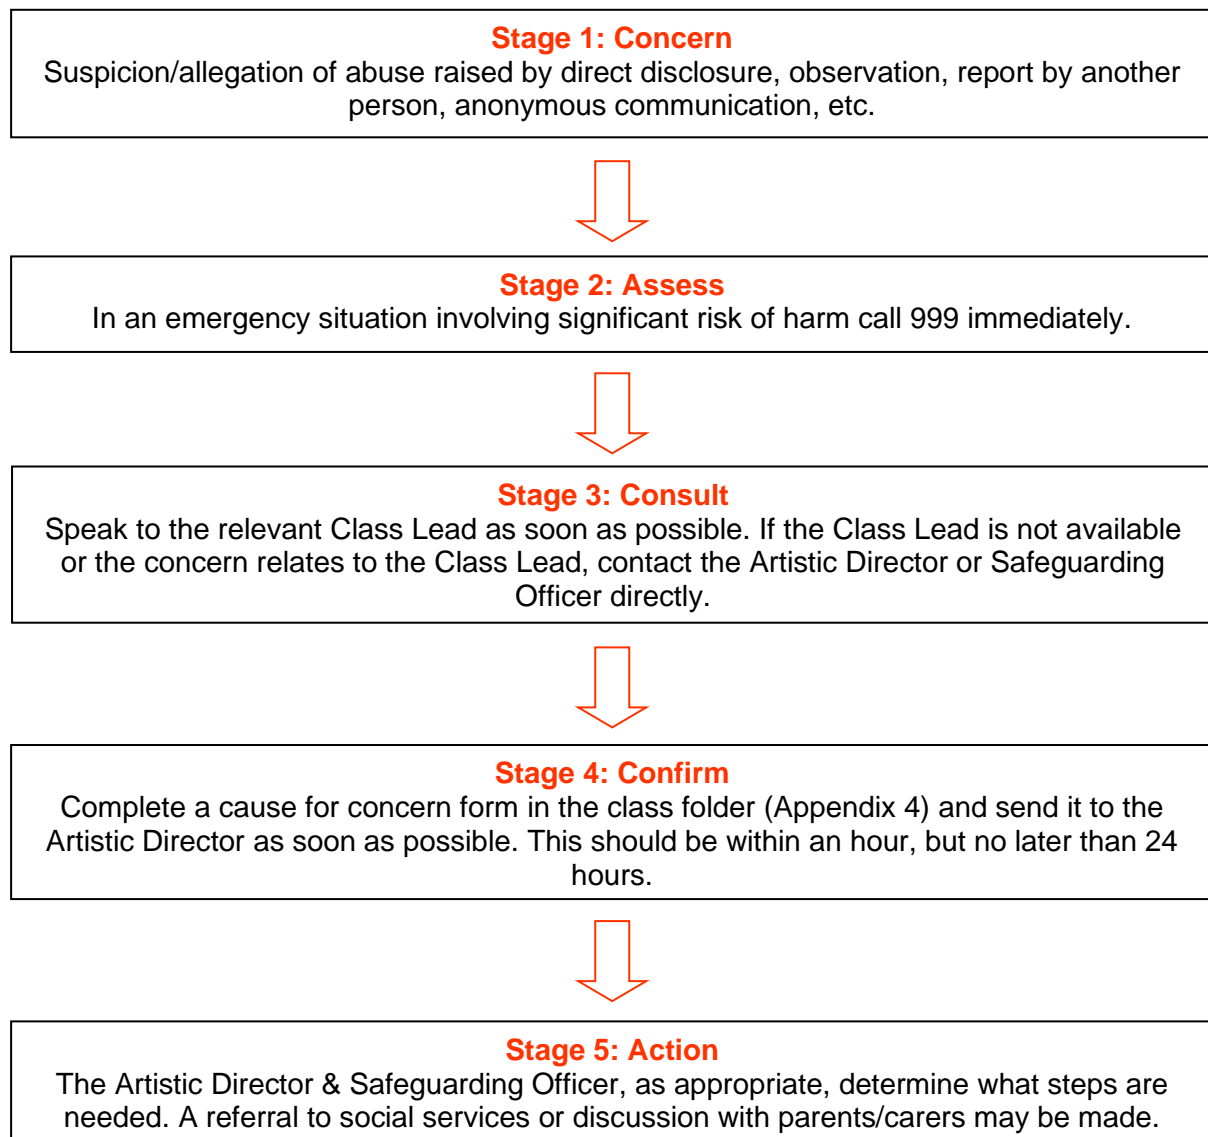 Stage 1: Concern
Suspicion/allegation of abuse raised by direct disclosure, observation, report by another
person, anonymous communication, etc.
Stage 2: Assess
In an emergency situation involving significant risk of harm call 999 immediately.
Stage 3: Consult
Speak to the relevant Class Lead as soon as possible. If the Class Lead is not available
or the concern relates to the Class Lead, contact the Artistic Director or Safeguarding
Officer directly.
Stage 4: Confirm
Complete a cause for concern form in the class folder (Appendix 4) and send it to the
Artistic Director as soon as possible. This should be within an hour, but no later than 24
hours.
Stage 5: Action
The Artistic Director & Safeguarding Officer, as appropriate, determine what steps are
needed. A referral to social services or discussion with parents/carers may be made.